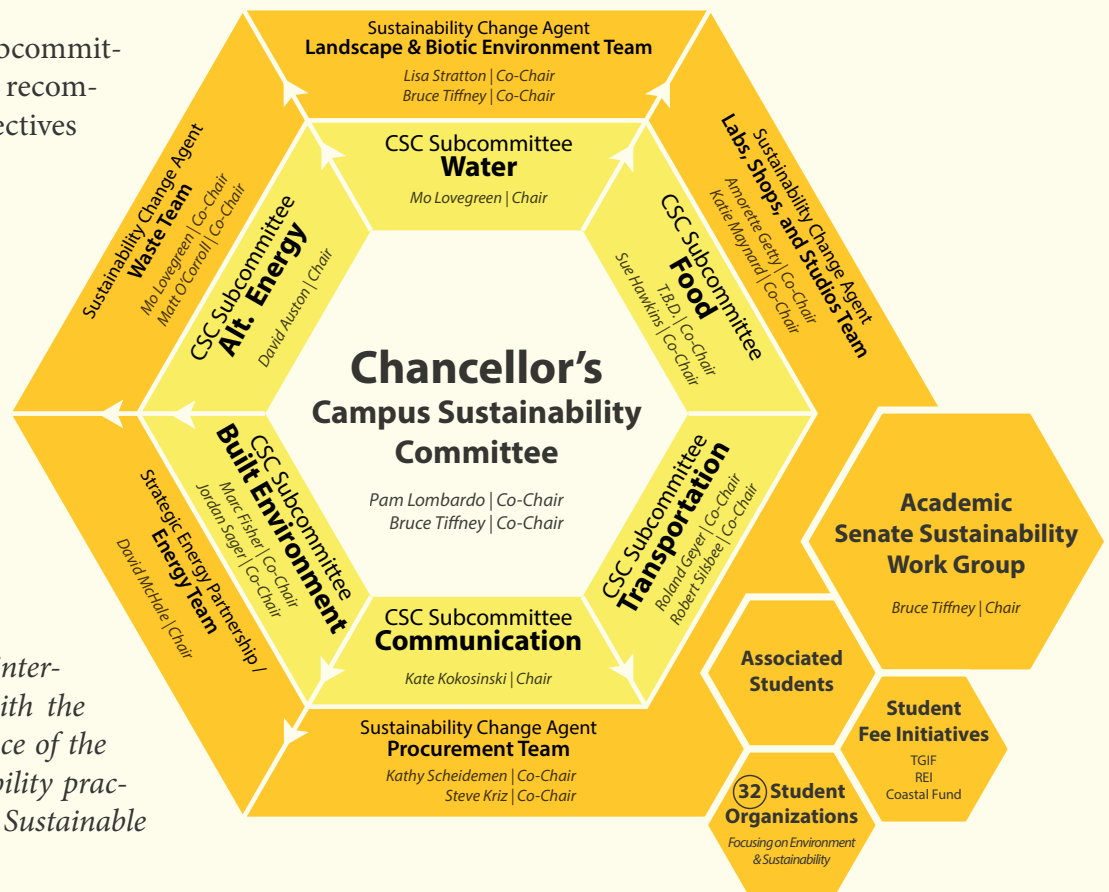 ocommit-
recom-
ectives
Sustainability Change Agent
Landscape & Biotic Environment Team
Lisa Stratton | Co-Chair
Bruce Tiffney | Co-Chair
Sustainability Change Agent
Waste Team
Mo Lovegreen | Co-Chair
Matt O'Corroll | Co-Chair
CSC Subcommittee
Alt. Energy
David Auston | Chair
CSC Subcommittee
Water
Mo Lovegreen | Chair
CSC Subcommittee
Food
T.B.D. | Co-Chair
Sue Hawkins | Co-Chair
Sustainability Change Agent
Labs, Shops, and Studios Team
Amorette Getty | Co-Chair
Katie Maynard | Co-Chair
Chancellor's
Campus Sustainability
Committee
Pam Lombardo | Co-Chair
Bruce Tiffney | Co-Chair
Strategic Energy Partnership /
Energy Team
David McHale | Chair
CSC Subcommittee
Built Environment
Marc Fisher | Co-Chair
Jordan Sager | Co-Chair
CSC Subcommittee
Communication
Kate Kokosinski | Chair
CSC Subcommittee
Transportation
Roland Geyer | Co-Chair
Robert Silsbee | Co-Chair
Sustainability Change Agent
Procurement Team
Kathy Scheidemen | Co-Chair
Steve Kriz | Co-Chair
Academic
Senate Sustainability
Work Group
Bruce Tiffney | Chair
Associated
Students
Student
Fee Initiatives
TGIF
REI
Coastal Fund
32 Student
Organizations
Focusing on Environment
& Sustainability
inter-
ith the
ce of the
bility prac-
Sustainable